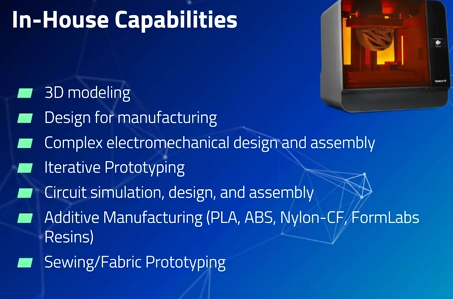 In-House Capabilities
3D modeling
Design for manufacturing
Complex electromechanical design and assembly
Iterative Prototyping
Circuit simulation, design, and assembly
Additive Manufacturing (PLA, ABS, Nylon-CF, FormLabs
Resins)
Sewing/Fabric Prototyping